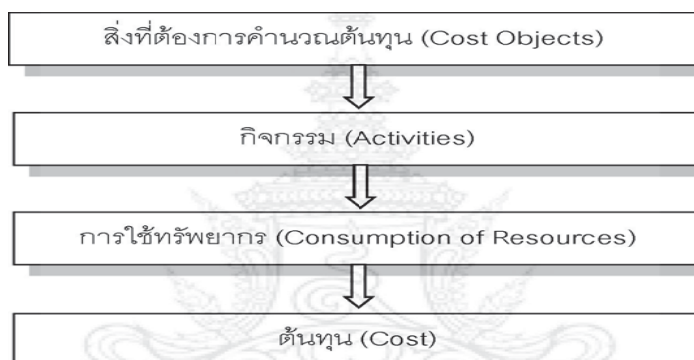 สิ่งที่ต้องการคำนวณต้นทุน (Cost Objects)
กิจกรรม (Activities)
การใช้ทรัพยากร (Consumption of Resources)
ต้นทุน (Cost)